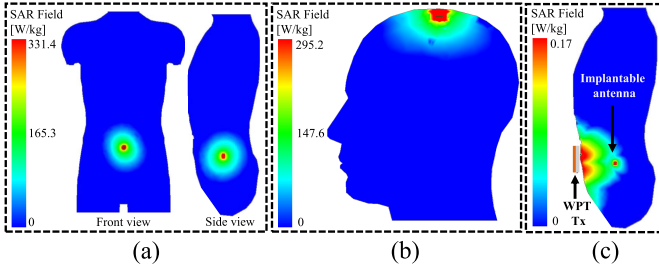 SAR Field
[W/kg]
331.4
165.3
0
Front view
Side view
(a)
SAR Field
[W/kg]
295.2
147.6
0
(b)
SAR Field
[W/kg]
0.17
0
Implantable
antenna
WPT
Tx
(c)